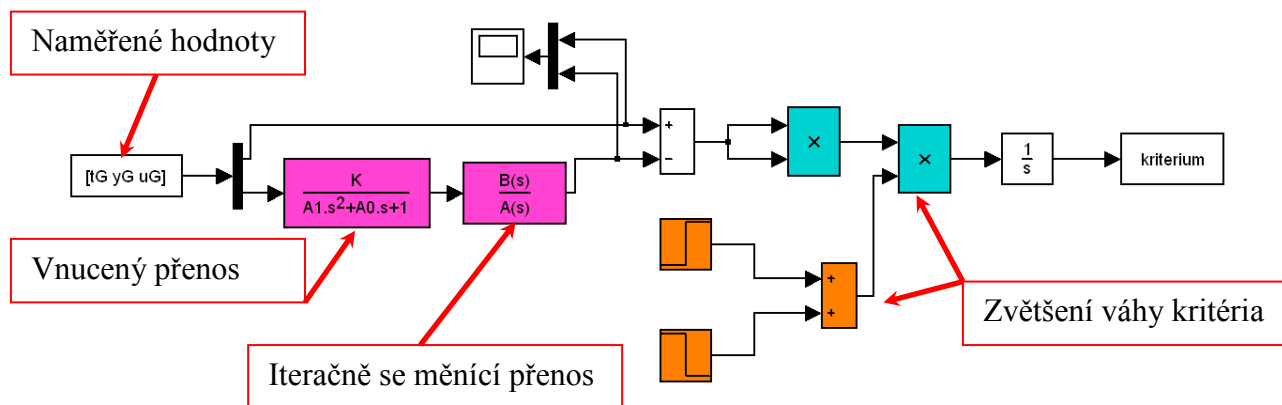 Naměřené hodnoty
+
−
×
×
1
s
kriterium
[tG yG uG]
K
A1.s²+A0.s+1
B(s)
A(s)
Vnucený přenos
+
+
Zvětšení váhy kritéria
Iteračně se měnící přenos